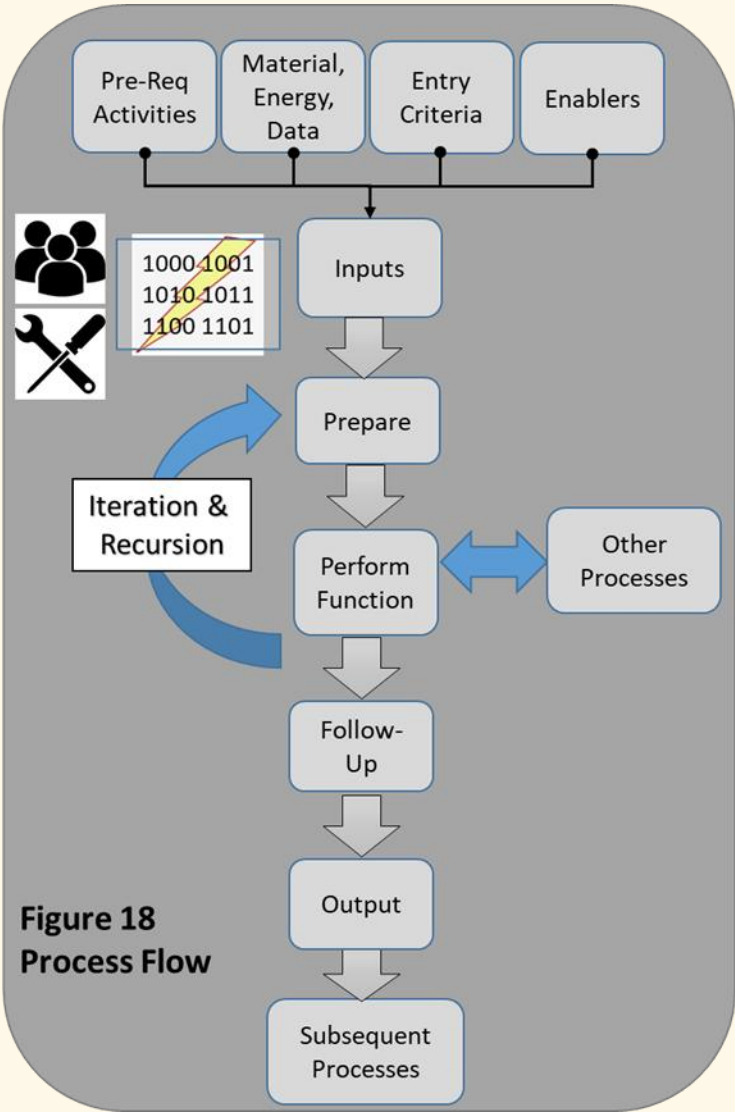 Pre-Req
Activities
Material,
Energy,
Data
Entry
Criteria
Enablers
1000 1001
1010 1011
1100 1101
Inputs
Prepare
Iteration &
Recursion
Perform
Function
Other
Processes
Follow-
Up
Output
Figure 18
Process Flow
Subsequent
Processes